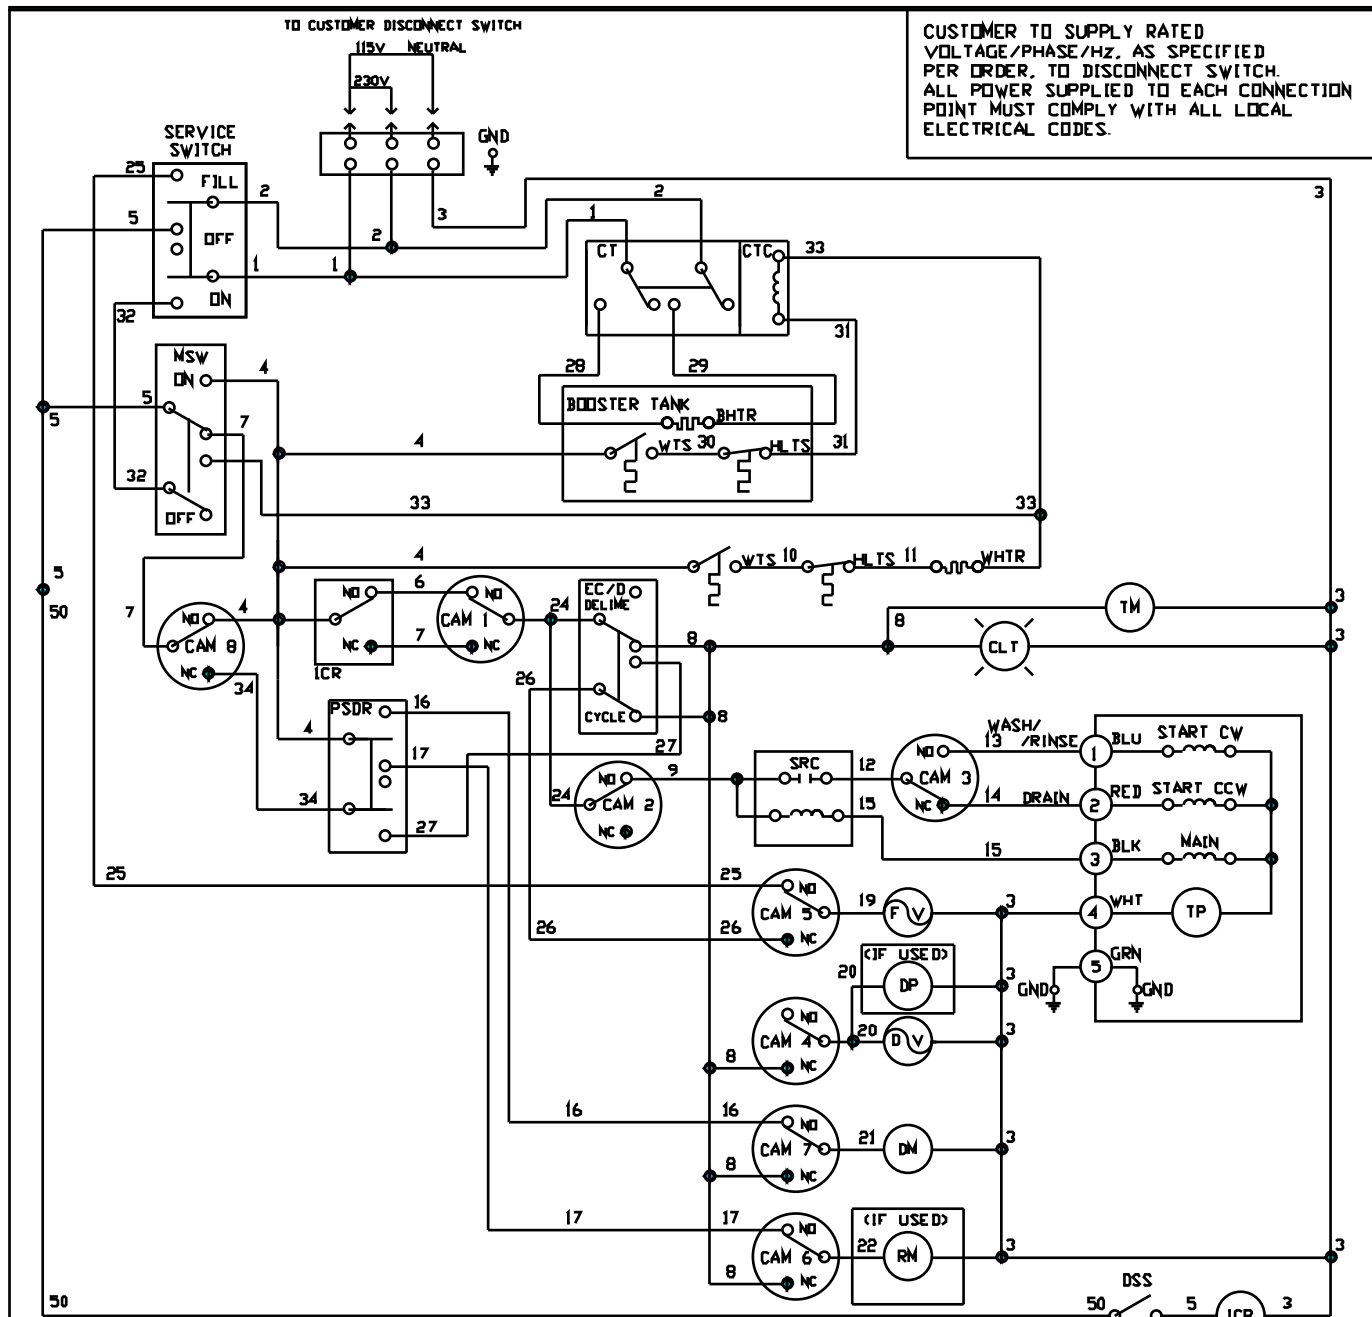 TO CUSTOMER DISCONNECT SWITCH
115V NEUTRAL
230V
GND
CUSTOMER TO SUPPLY RATED
VOLTAGE/PHASE/Hz, AS SPECIFIED
PER ORDER, TO DISCONNECT SWITCH.
ALL POWER SUPPLIED TO EACH CONNECTION
POINT MUST COMPLY WITH ALL LOCAL
ELECTRICAL CODES.
SERVICE
SWITCH
25
FILL
2
5
OFF
1
ON
32
1
2
3
1
2
3
CT
CTC
33
31
28
29
BOOSTER TANK
BHTR
4
WTS 30
HLTS
31
MSW
ON
4
5
5
7
32
OFF
33
33
4
WTS 10
HLTS 11
WHTR
5
50
7
NO
4
CAM 8
NC
34
NO
6
NO
CAM 1
7
NC
NC
ICR
24
EC/D
DELIME
8
26
CYCLE
8
27
8
TM
3
CLT
3
PSDR
16
4
17
34
27
24
NO
9
CAM 2
NC
SRC
12
15
15
NO
CAM 3
NC
WASH/
13 /RINSE
14 DRAIN
1
BLU
START CW
2
RED
START CCW
3
BLK
MAIN
4
WHT
TP
5
GRN
GND
GND
25
25
NO
CAM 5
19
F V
3
26
26
NC
(IF USED)
20
DP
3
NO
CAM 4
20
D V
3
8
NC
16
16
NO
CAM 7
21
DM
3
8
NC
17
17
NO
CAM 6
(IF USED)
22
RM
3
3
8
NC
50
DSS
50
5
ICR
3